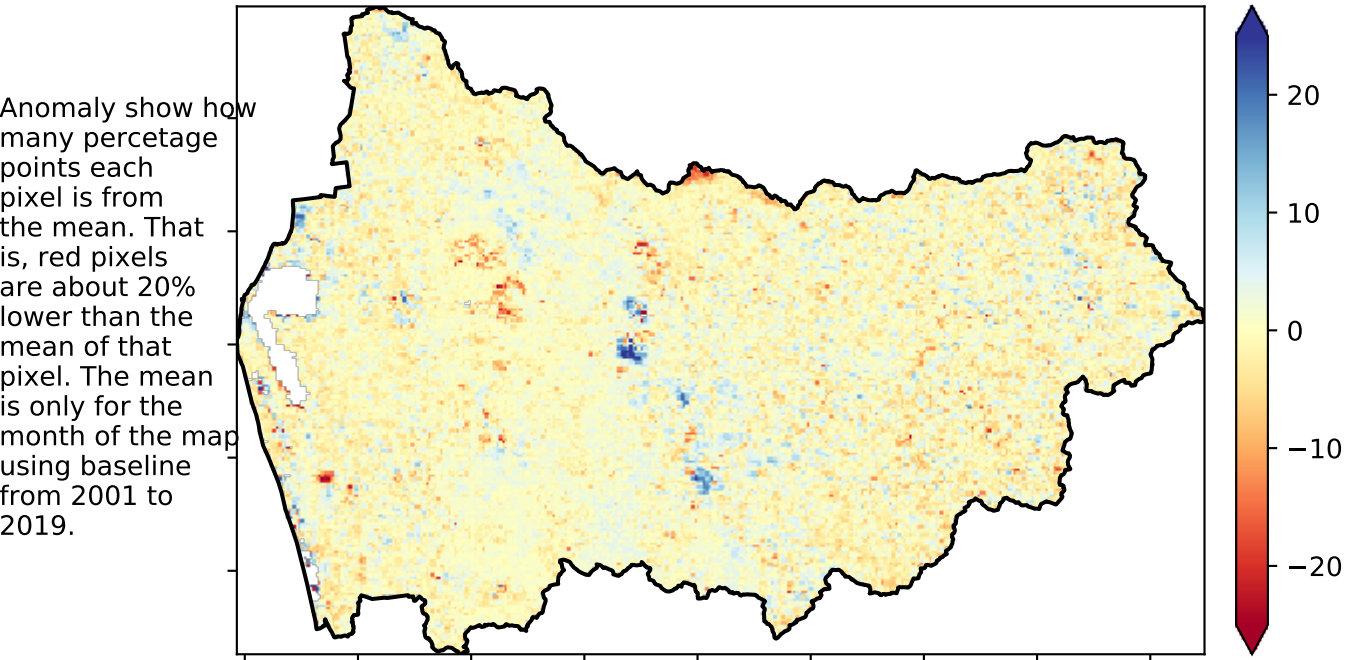 Anomaly show how
many percetage
points each
pixel is from
the mean. That
is, red pixels
are about 20%
lower than the
mean of that
pixel. The mean
is only for the
month of the map
using baseline
from 2001 to
2019.
20
10
0
−10
−20